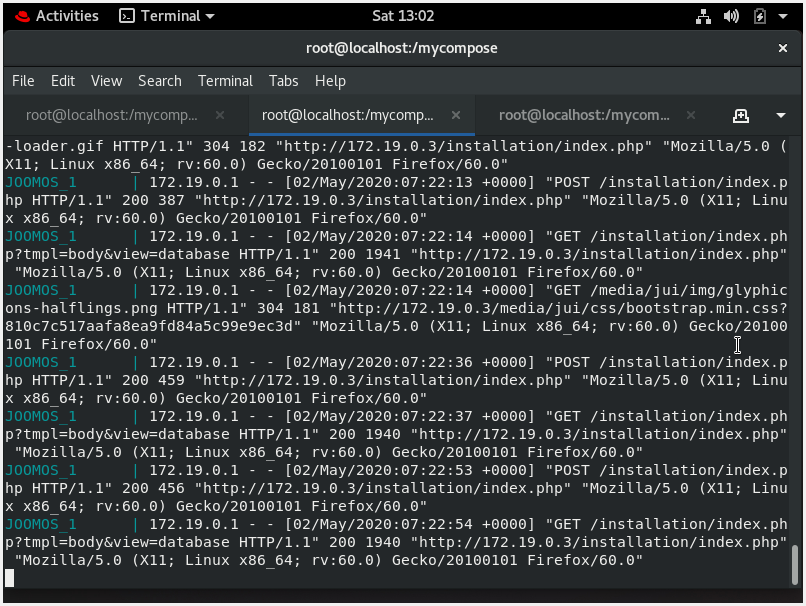 Activities Terminal Sat 13:02
root@localhost:/mycompose ×
File Edit View Search Terminal Tabs Help
root@localhost:/mycomp... × root@localhost:/mycomp... × root@localhost:/mycom... ×
-loader.gif HTTP/1.1" 304 182 "http://172.19.0.3/installation/index.php" "Mozilla/5.0 (
X11; Linux x86_64; rv:60.0) Gecko/20100101 Firefox/60.0"
JOOMOS_1 | 172.19.0.1 - - [02/May/2020:07:22:13 +0000] "POST /installation/index.p
hp HTTP/1.1" 200 387 "http://172.19.0.3/installation/index.php" "Mozilla/5.0 (X11; Linu
x x86_64; rv:60.0) Gecko/20100101 Firefox/60.0"
JOOMOS_1 | 172.19.0.1 - - [02/May/2020:07:22:14 +0000] "GET /installation/index.ph
p?tmpl=body&view=database HTTP/1.1" 200 1941 "http://172.19.0.3/installation/index.php"
"Mozilla/5.0 (X11; Linux x86_64; rv:60.0) Gecko/20100101 Firefox/60.0"
JOOMOS_1 | 172.19.0.1 - - [02/May/2020:07:22:14 +0000] "GET /media/jui/img/glyphic
ons-halflings.png HTTP/1.1" 304 181 "http://172.19.0.3/media/jui/css/bootstrap.min.css?
810c7c517aafa8ea9fd84a5c99e9ec3d" "Mozilla/5.0 (X11; Linux x86_64; rv:60.0) Gecko/20100
101 Firefox/60.0"
JOOMOS_1 | 172.19.0.1 - - [02/May/2020:07:22:36 +0000] "POST /installation/index.p
hp HTTP/1.1" 200 459 "http://172.19.0.3/installation/index.php" "Mozilla/5.0 (X11; Linu
x x86_64; rv:60.0) Gecko/20100101 Firefox/60.0"
JOOMOS_1 | 172.19.0.1 - - [02/May/2020:07:22:37 +0000] "GET /installation/index.ph
p?tmpl=body&view=database HTTP/1.1" 200 1940 "http://172.19.0.3/installation/index.php"
"Mozilla/5.0 (X11; Linux x86_64; rv:60.0) Gecko/20100101 Firefox/60.0"
JOOMOS_1 | 172.19.0.1 - - [02/May/2020:07:22:53 +0000] "POST /installation/index.p
hp HTTP/1.1" 200 456 "http://172.19.0.3/installation/index.php" "Mozilla/5.0 (X11; Linu
x x86_64; rv:60.0) Gecko/20100101 Firefox/60.0"
JOOMOS_1 | 172.19.0.1 - - [02/May/2020:07:22:54 +0000] "GET /installation/index.ph
p?tmpl=body&view=database HTTP/1.1" 200 1940 "http://172.19.0.3/installation/index.php"
"Mozilla/5.0 (X11; Linux x86_64; rv:60.0) Gecko/20100101 Firefox/60.0"